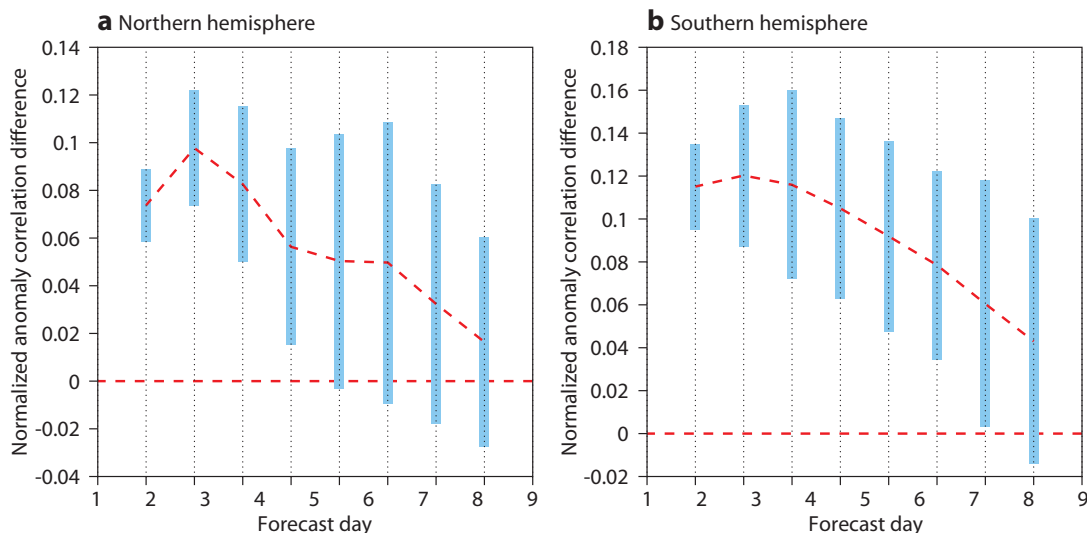 a Northern hemisphere
0.14
0.12
0.1
0.08
0.06
0.04
0.02
0
-0.02
-0.04
Normalized anomaly correlation difference
1 2 3 4 5 6 7 8 9
Forecast day
b Southern hemisphere
0.18
0.16
0.14
0.12
0.1
0.08
0.06
0.04
0.02
0
-0.02
Normalized anomaly correlation difference
1 2 3 4 5 6 7 8 9
Forecast day